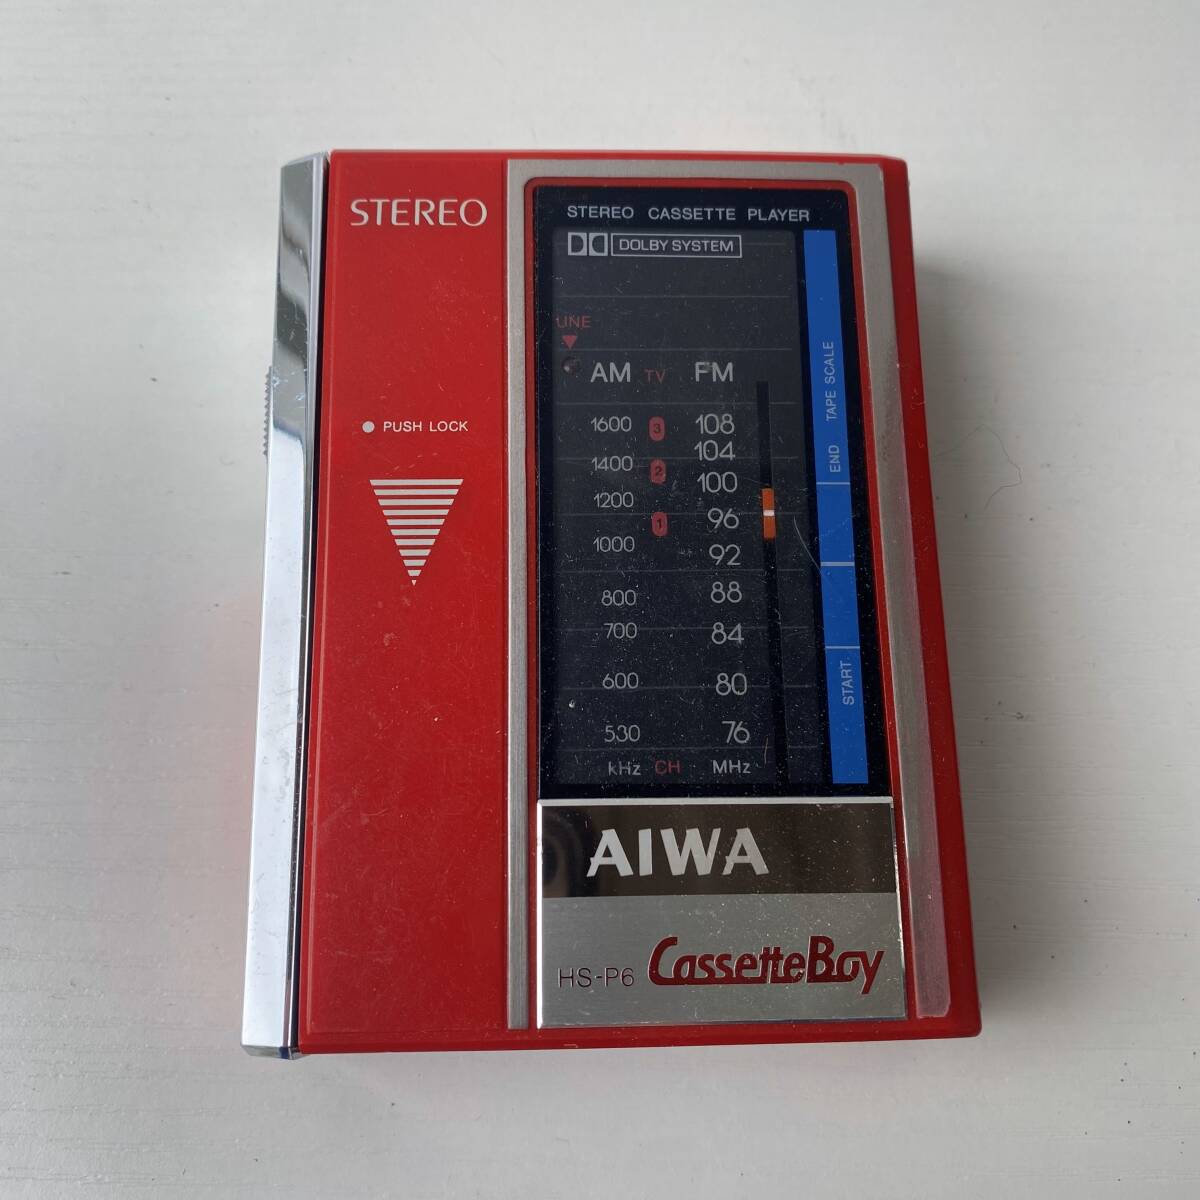 STEREO
PUSH LOCK
STEREO CASSETTE PLAYER
DOLBY SYSTEM
AM TV FM
1600 3 108
104
1400 2 100
1200 96
1000 1 92
800 88
700 84
600 80
530 76
kHz CH MHz
TAPE SCALE
END
START
AIWA
HS-P6 CassetteBoy